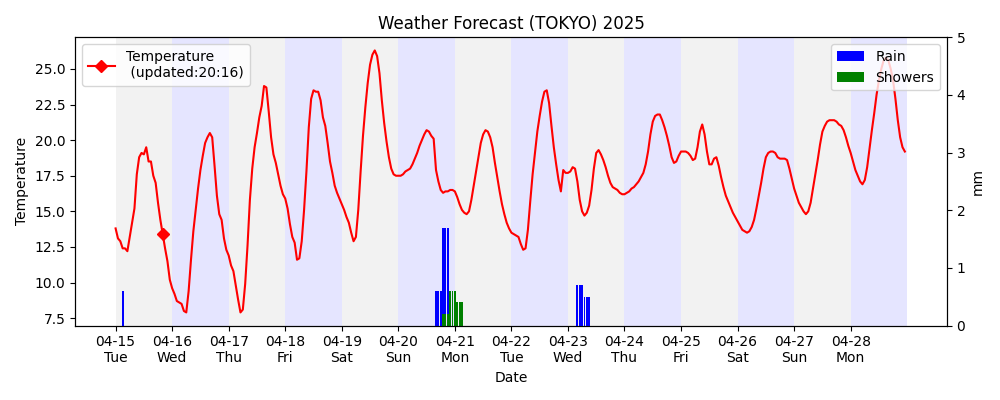 Weather Forecast (TOKYO) 2025
Temperature
(updated:20:16)
Rain
Showers
Temperature
25.0
22.5
20.0
17.5
15.0
12.5
10.0
7.5
5
4
3
2
1
0
mm
04-15 04-16 04-17 04-18 04-19 04-20 04-21 04-22 04-23 04-24 04-25 04-26 04-27 04-28
Tue Wed Thu Fri Sat Sun Mon Tue Wed Thu Fri Sat Sun Mon
Date